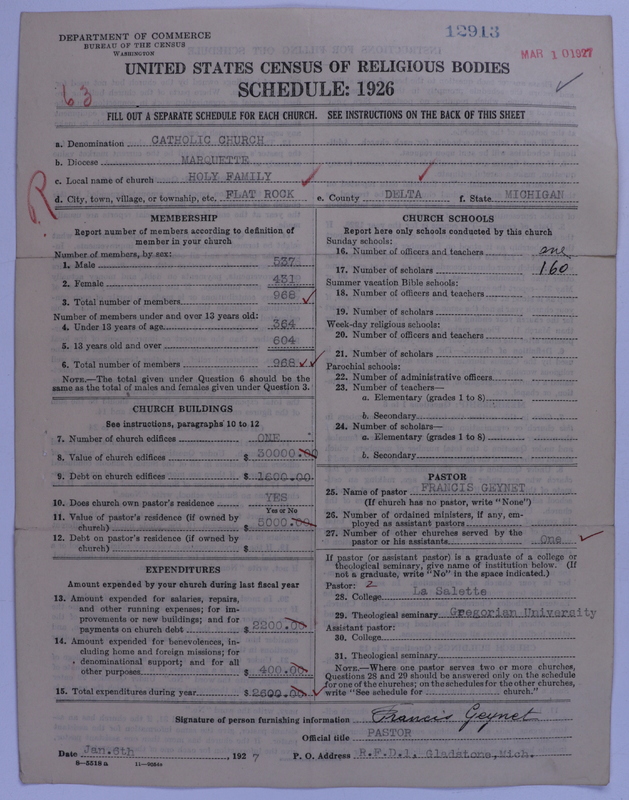 DEPARTMENT OF COMMERCE
BUREAU OF THE CENSUS
WASHINGTON
12913
MAR 10 1927
63
UNITED STATES CENSUS OF RELIGIOUS BODIES
SCHEDULE: 1926
FILL OUT A SEPARATE SCHEDULE FOR EACH CHURCH. SEE INSTRUCTIONS ON THE BACK OF THIS SHEET
a. Denomination CATHOLIC CHURCH
b. Diocese MARQUETTE
c. Local name of church HOLY FAMILY
R
d. City, town, village, or township, etc. FLAT ROCK e. County DELTA f. State MICHIGAN
MEMBERSHIP
Report number of members according to definition of
member in your church
Number of members, by sex:
1. Male 537
2. Female 431
3. Total number of members 968
Number of members under and over 13 years old:
4. Under 13 years of age 364
5. 13 years old and over 604
6. Total number of members 968
NOTE.—The total given under Question 6 should be the
same as the total of males and females given under Question 3.
CHURCH BUILDINGS
See instructions, paragraphs 10 to 12
7. Number of church edifices ONE
8. Value of church edifices $ 30000.00
9. Debt on church edifices $ 1500.00
10. Does church own pastor's residence YES
Yes or No
11. Value of pastor's residence (if owned by
church) $ 5000.00
12. Debt on pastor's residence (if owned by
church) $
EXPENDITURES
Amount expended by your church during last fiscal year
13. Amount expended for salaries, repairs,
and other running expenses; for im-
provements or new buildings; and for
payments on church debt $ 2200.00
14. Amount expended for benevolences, in-
cluding home and foreign missions; for
denominational support; and for all
other purposes $ 400.00
15. Total expenditures during year $ 2600.00
CHURCH SCHOOLS
Report here only schools conducted by this church
Sunday schools:
16. Number of officers and teachers one
17. Number of scholars 160
Summer vacation Bible schools:
18. Number of officers and teachers
19. Number of scholars
Week-day religious schools:
20. Number of officers and teachers
21. Number of scholars
Parochial schools:
22. Number of administrative officers
23. Number of teachers—
a. Elementary (grades 1 to 8)
b. Secondary
24. Number of scholars—
a. Elementary (grades 1 to 8)
b. Secondary
PASTOR
25. Name of pastor FRANCIS GEYNET
(If church has no pastor, write "None")
26. Number of ordained ministers, if any, em-
ployed as assistant pastors
27. Number of other churches served by the
pastor or his assistants One
If pastor (or assistant pastor) is a graduate of a college or
theological seminary, give name of institution below. (If
not a graduate, write "No" in the space indicated.)
Pastor: 2
28. College La Salette
29. Theological seminary Gregorian University
Assistant pastor:
30. College
31. Theological seminary
NOTE.—Where one pastor serves two or more churches,
Questions 28 and 29 should be answered only on the schedule
for one of the churches; on the schedules for the other churches,
write "See schedule for church."
Signature of person furnishing information Francis Geynet
Official title PASTOR
Date Jan.6th , 1927 P. O. Address R.F.D.1, Gladstone, Mich.
8—5518 a